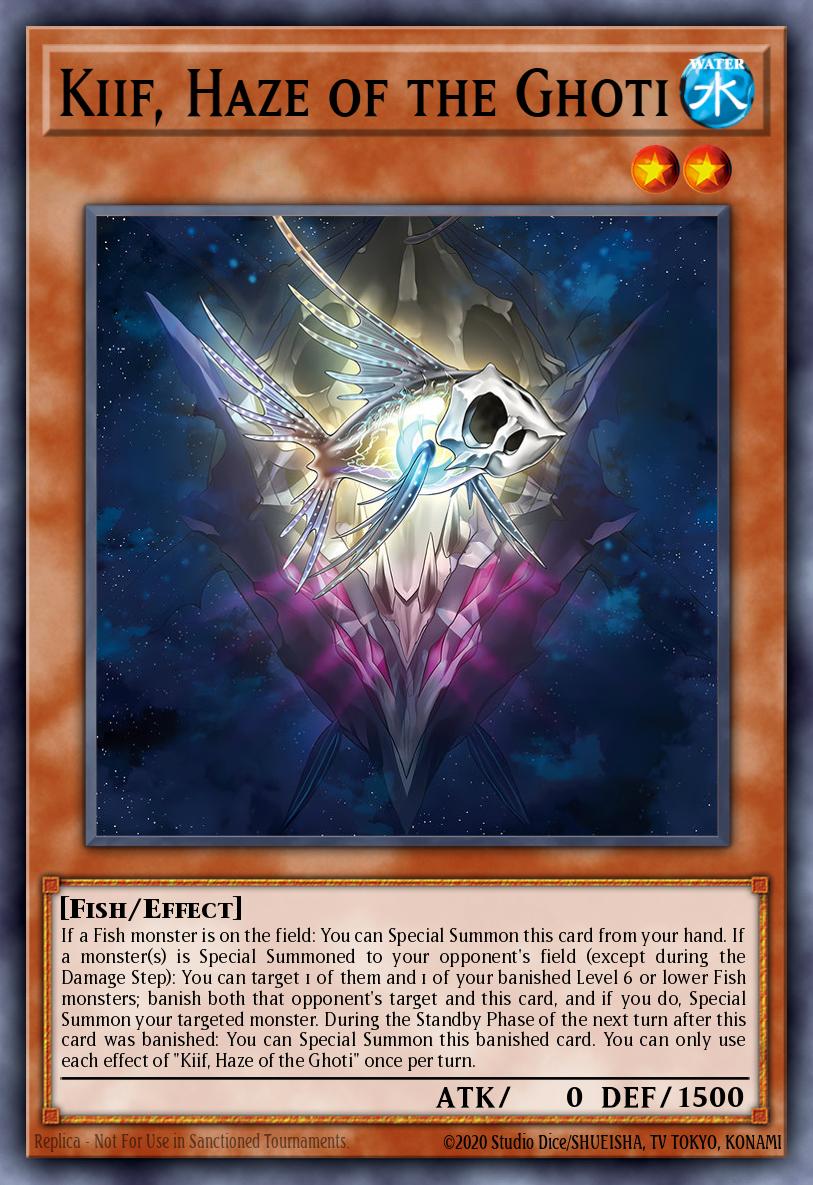 Kiif, Haze of the Ghoti
WATER
水
[Fish/Effect]
If a Fish monster is on the field: You can Special Summon this card from your hand. If
a monster(s) is Special Summoned to your opponent's field (except during the
Damage Step): You can target 1 of them and 1 of your banished Level 6 or lower Fish
monsters; banish both that opponent's target and this card, and if you do, Special
Summon your targeted monster. During the Standby Phase of the next turn after this
card was banished: You can Special Summon this banished card. You can only use
each effect of "Kiif, Haze of the Ghoti" once per turn.
ATK/ 0 DEF/1500
Replica - Not For Use in Sanctioned Tournaments.
©2020 Studio Dice/SHUEISHA, TV TOKYO, KONAMI